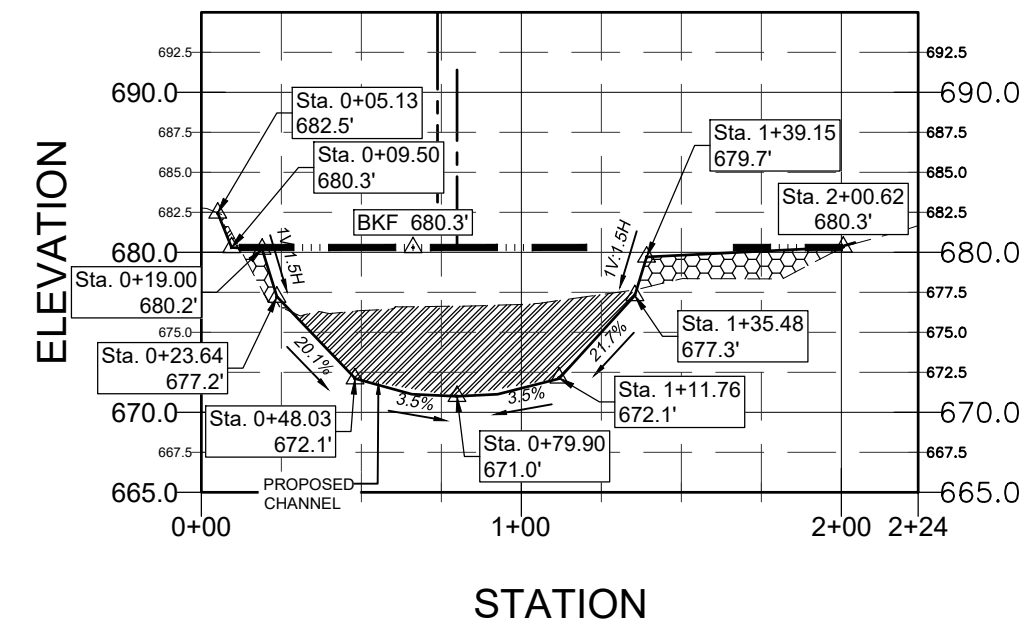 692.5
692.5
690.0
690.0
Sta. 0+05.13
682.5'
687.5
687.5
Sta. 1+39.15
679.7'
Sta. 0+09.50
680.3'
685.0
685.0
Sta. 2+00.62
680.3'
682.5
682.5
BKF 680.3'
680.0
680.0
1V:1.5H
1V:1.5H
Sta. 0+19.00
680.2'
677.5
Sta. 1+35.48
677.3'
675.0
675.0
Sta. 0+23.64
677.2'
20.1%
21.7%
672.5
Sta. 1+11.76
672.1'
3.5%
3.5%
670.0
670.0
Sta. 0+48.03
672.1'
Sta. 0+79.90
671.0'
667.5
667.5
PROPOSED
CHANNEL
665.0
665.0
0+00
1+00
2+00
2+24
ELEVATION
STATION